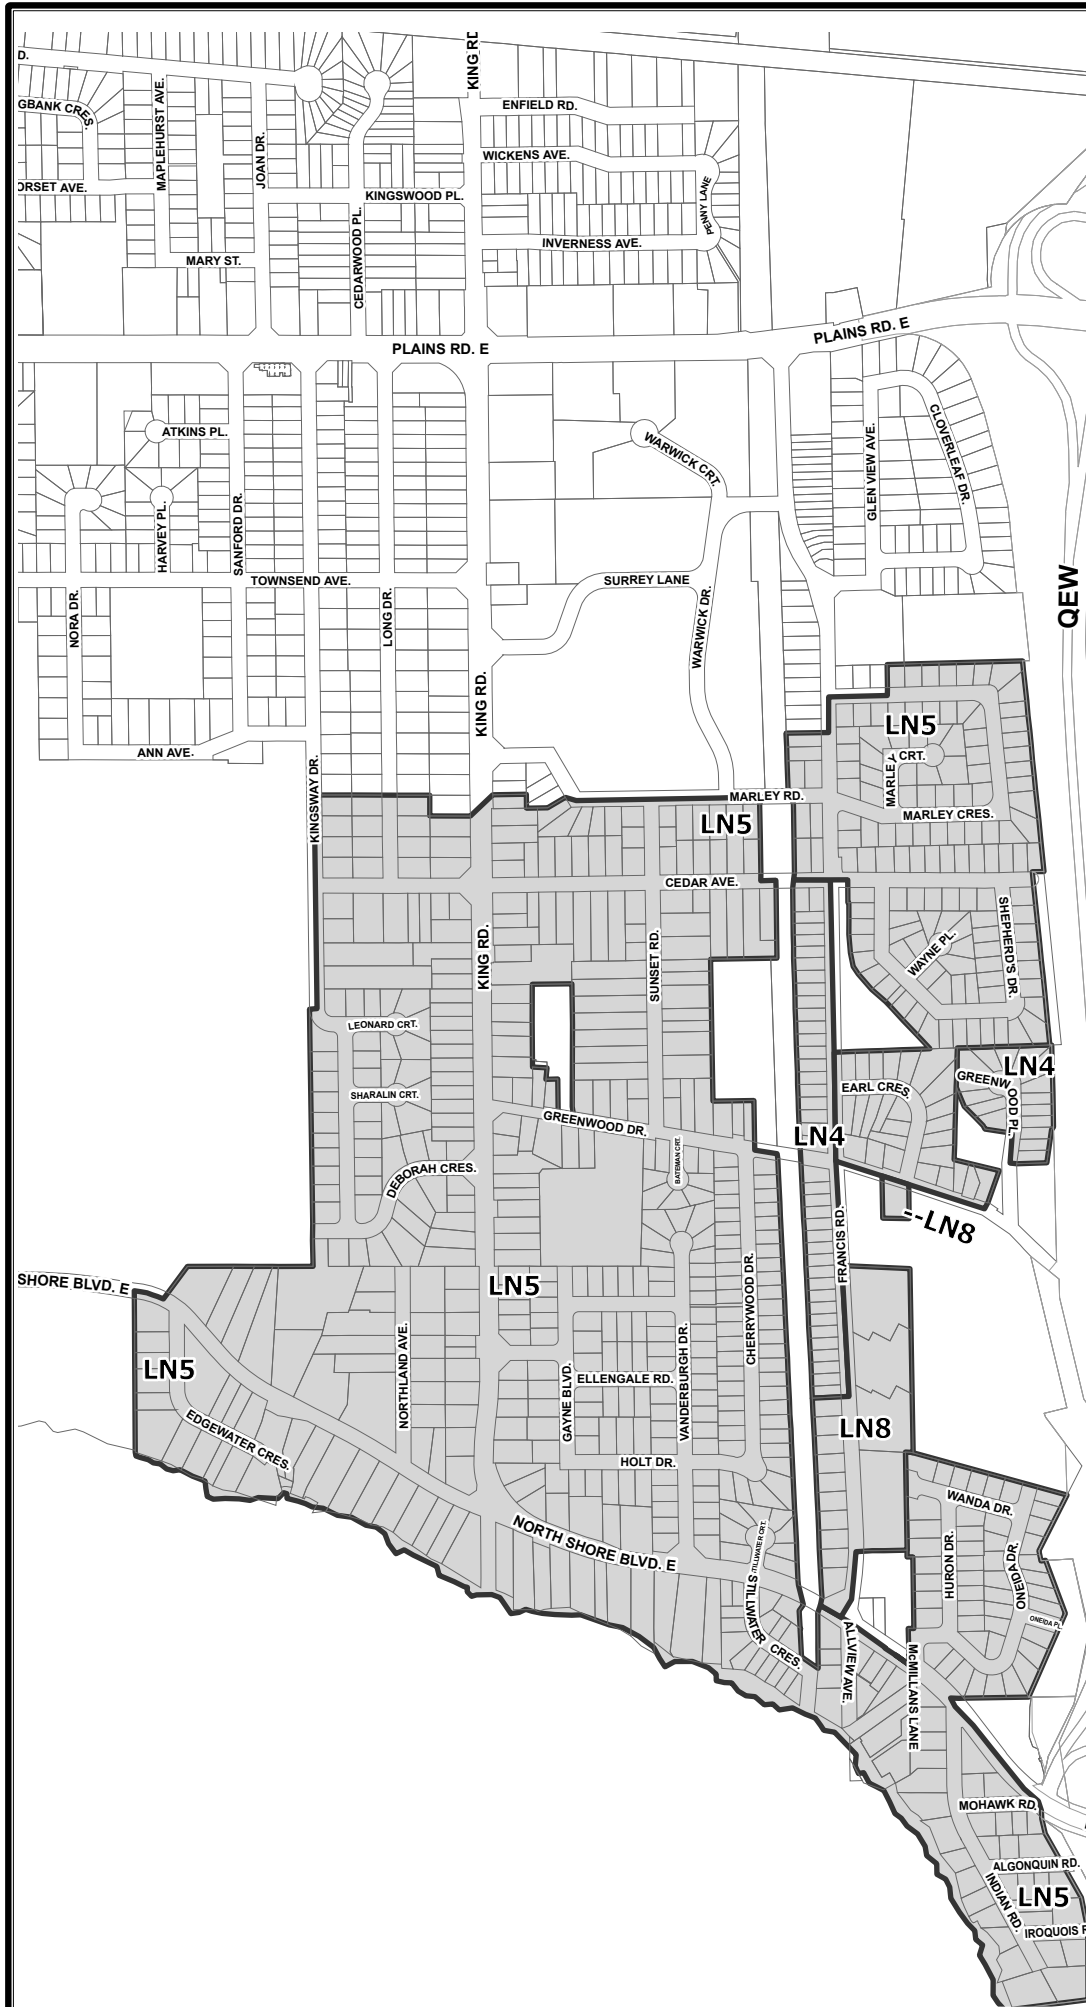 D.
KING RD
GBANK CRES.
MAPLEHURST AVE.
JOAN DR.
ENFIELD RD.
WICKENS AVE.
ORSET AVE.
KINGSWOOD PL.
PENNY LANE
CEDARWOOD PL.
INVERNESS AVE.
MARY ST.
PLAINS RD. E
PLAINS RD. E
ATKINS PL.
WARWICK CRT.
GLEN VIEW AVE.
CLOVERLEAF DR.
HARVEY PL.
SANFORD DR.
TOWNSEND AVE.
SURREY LANE
NORA DR.
LONG DR.
WARWICK DR.
QEW
KING RD.
ANN AVE.
KINGSWAY DR.
LN5
MARLEY CRT.
MARLEY RD.
MARLEY CRES.
LN5
CEDAR AVE.
KING RD.
SUNSET RD.
WAYNE PL.
SHEPHERD'S DR.
LEONARD CRT.
SHARALIN CRT.
EARL CRES.
GREENWOOD PL.
LN4
GREENWOOD DR.
LN4
BATEMAN CRT.
DEBORAH CRES.
--LN8
FRANCIS RD.
SHORE BLVD. E
LN5
CHERRYWOOD DR.
LN5
NORTHLAND AVE.
GAYNE BLVD.
ELLENGALE RD.
VANDERBURGH DR.
EDGEWATER CRES.
LN8
HOLT DR.
WANDA DR.
NORTH SHORE BLVD. E
STILLWATER CRT.
HURON DR.
ONEIDA DR.
ONEIDA PL.
STILLWATER CRES.
ALLVIEW AVE.
McMILLANS LANE
MOHAWK RD.
ALGONQUIN RD.
INDIAN RD.
LN5
IROQUOIS R